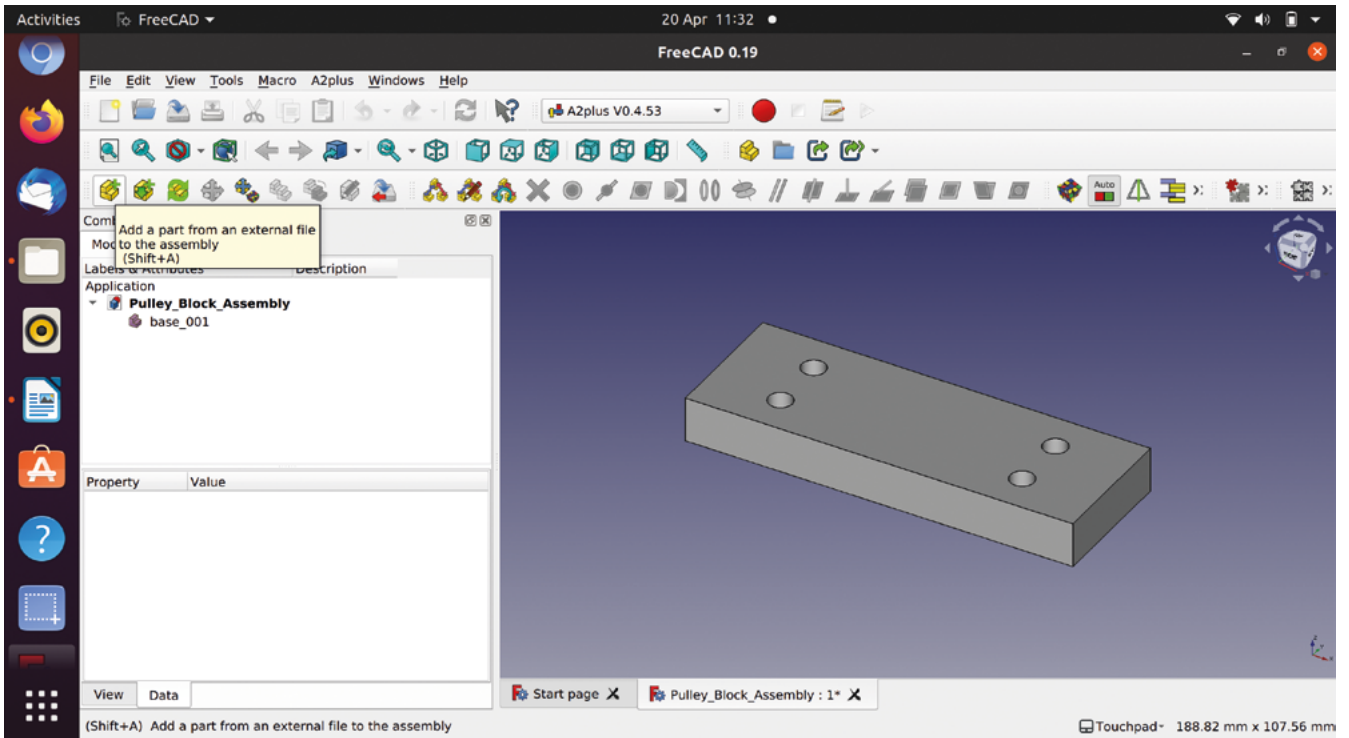 Activities FreeCAD 20 Apr 11:32
FreeCAD 0.19
File Edit View Tools Macro A2plus Windows Help
A2plus V0.4.53
Auto
Add a part from an external file
to the assembly
(Shift+A)
Labels & Attributes Description
Application
Pulley_Block_Assembly
base_001
Property Value
View Data
Start page Pulley_Block_Assembly : 1*
(Shift+A) Add a part from an external file to the assembly Touchpad 188.82 mm x 107.56 mm